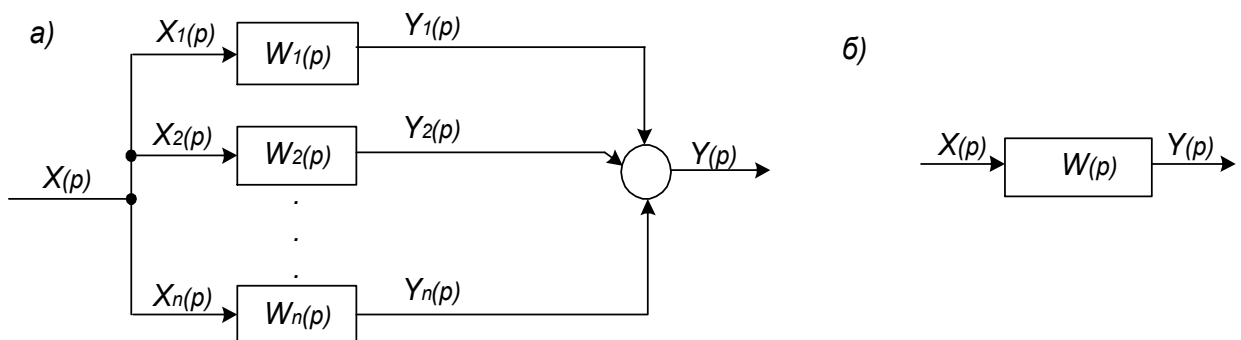 а)
X1(p)
W1(p)
Y1(p)
X2(p)
W2(p)
Y2(p)
X(p)
Y(p)
.
.
.
Xn(p)
Wn(p)
Yn(p)
б)
X(p)
W(p)
Y(p)